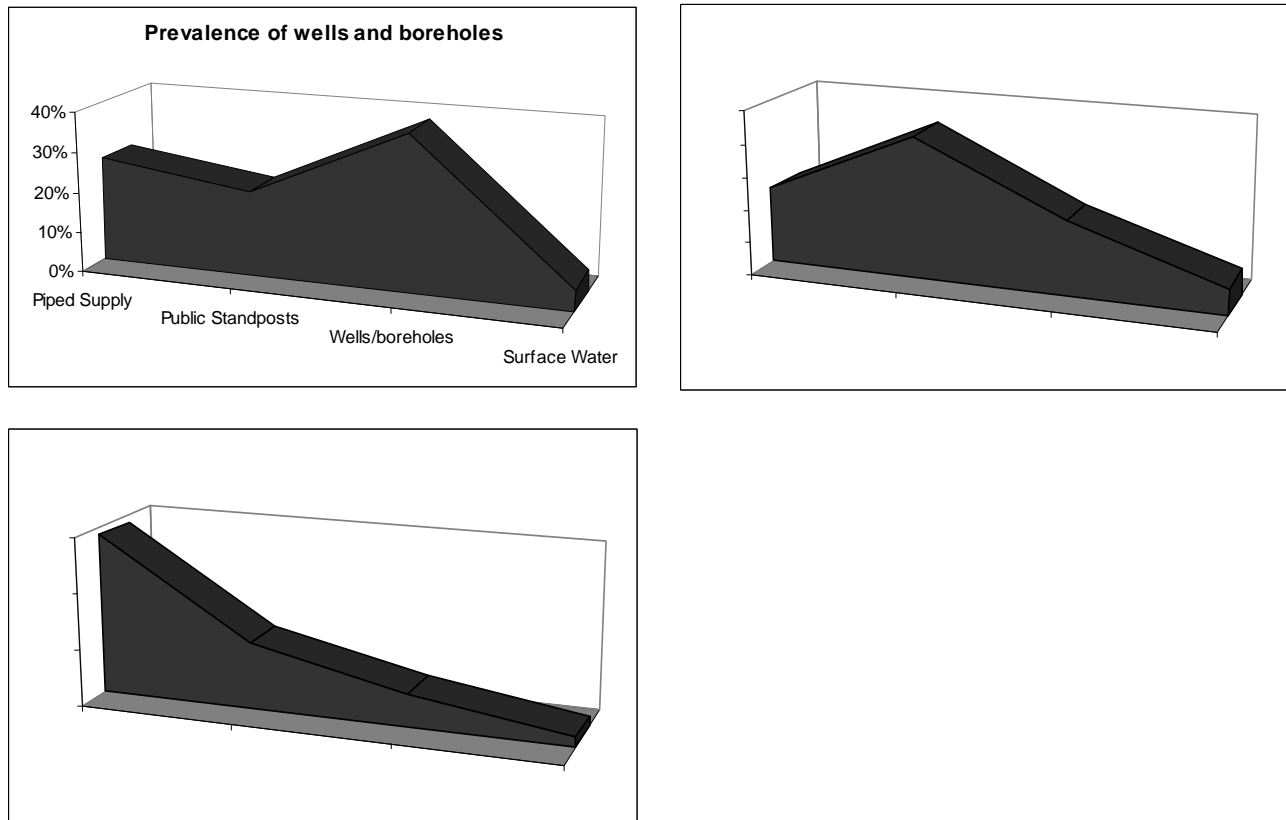 Prevalence of wells and boreholes
40%
30%
20%
10%
0%
Piped Supply
Public Standposts
Wells/boreholes
Surface Water